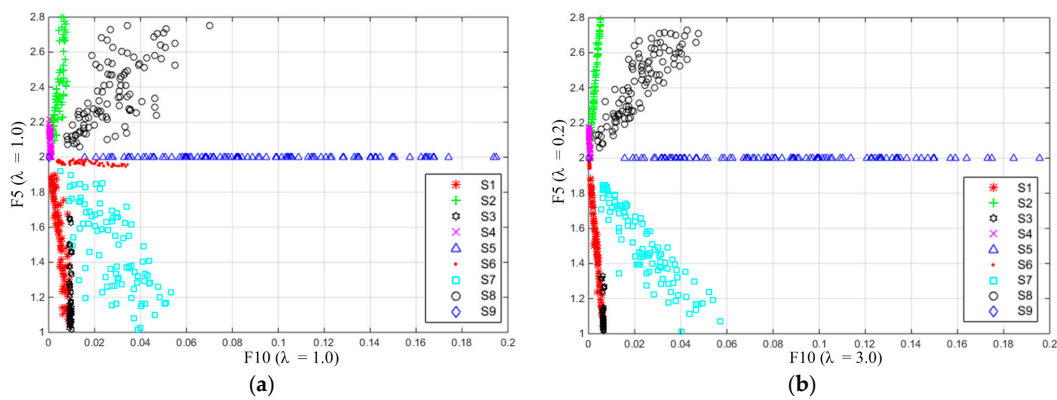 2.8
2.6
2.4
2.2
2
1.8
1.6
1.4
1.2
1
F5 (λ = 1.0)
0
0.02
0.04
0.06
0.08
0.1
0.12
0.14
0.16
0.18
0.2
F10 (λ = 1.0)
S1
S2
S3
S4
S5
S6
S7
S8
S9
(a)
2.8
2.6
2.4
2.2
2
1.8
1.6
1.4
1.2
1
F5 (λ = 0.2)
0
0.02
0.04
0.06
0.08
0.1
0.12
0.14
0.16
0.18
0.2
F10 (λ = 3.0)
S1
S2
S3
S4
S5
S6
S7
S8
S9
(b)